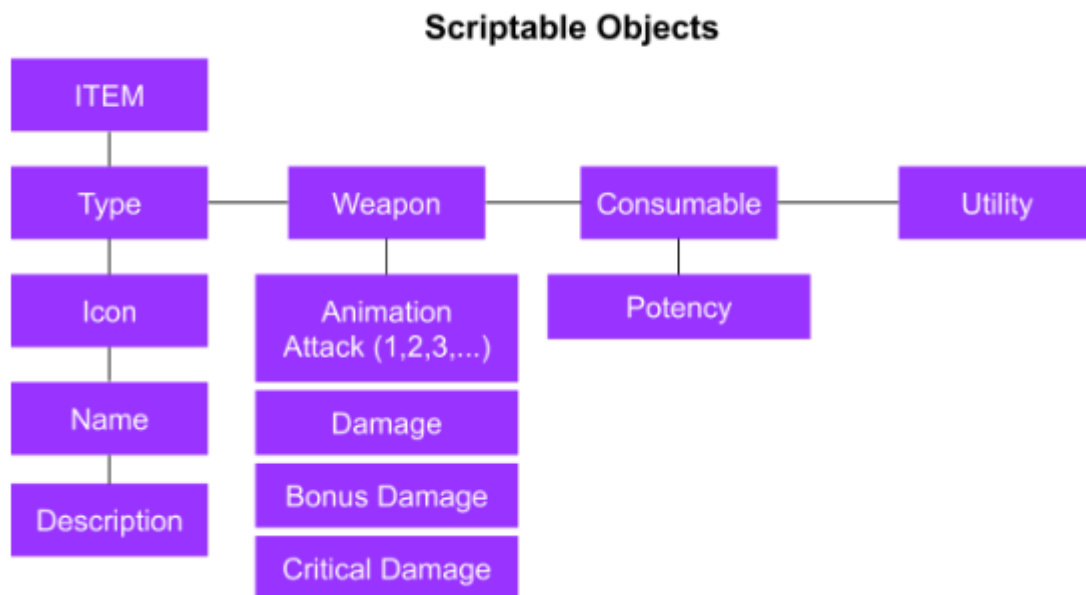 Scriptable Objects
ITEM
Type
Weapon
Consumable
Utility
Icon
Animation
Attack (1,2,3,...)
Potency
Name
Damage
Bonus Damage
Description
Critical Damage